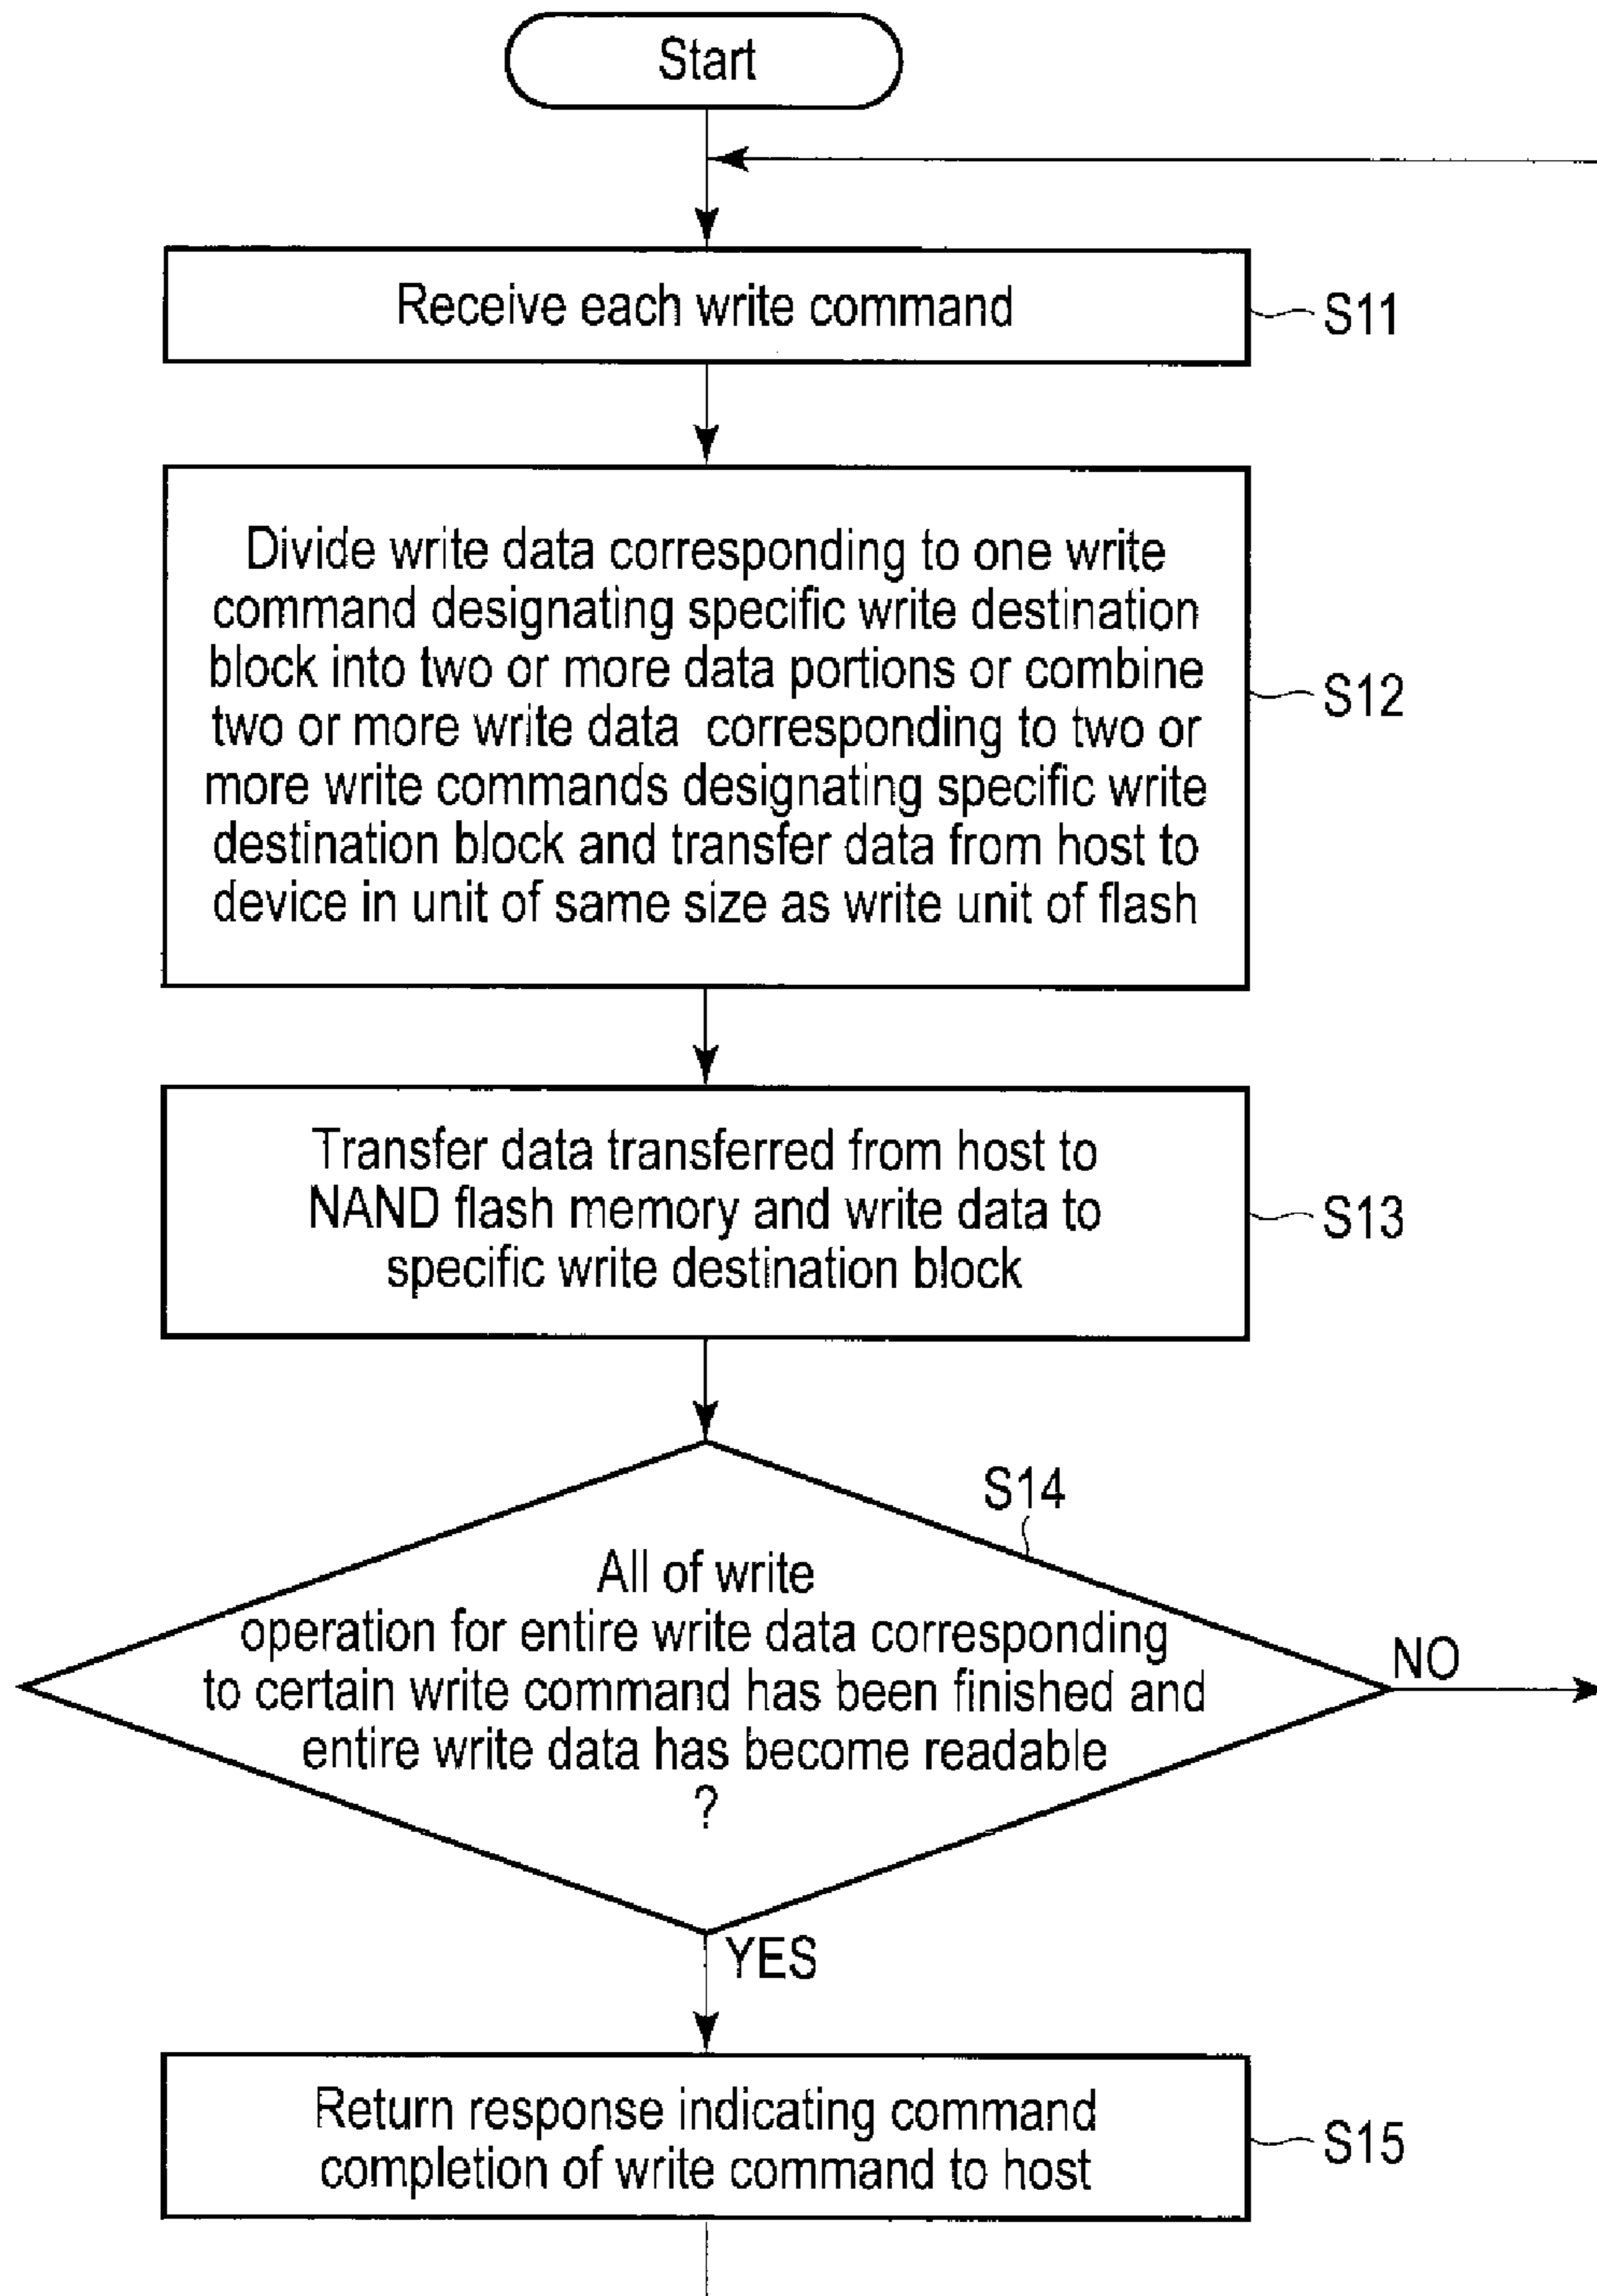 Start
Receive each write command
S11
Divide write data corresponding to one write
command designating specific write destination
block into two or more data portions or combine
two or more write data corresponding to two or
more write commands designating specific write
destination block and transfer data from host to
device in unit of same size as write unit of flash
S12
Transfer data transferred from host to
NAND flash memory and write data to
specific write destination block
S13
S14
All of write
operation for entire write data corresponding
to certain write command has been finished and
entire write data has become readable
?
NO
YES
Return response indicating command
completion of write command to host
S15